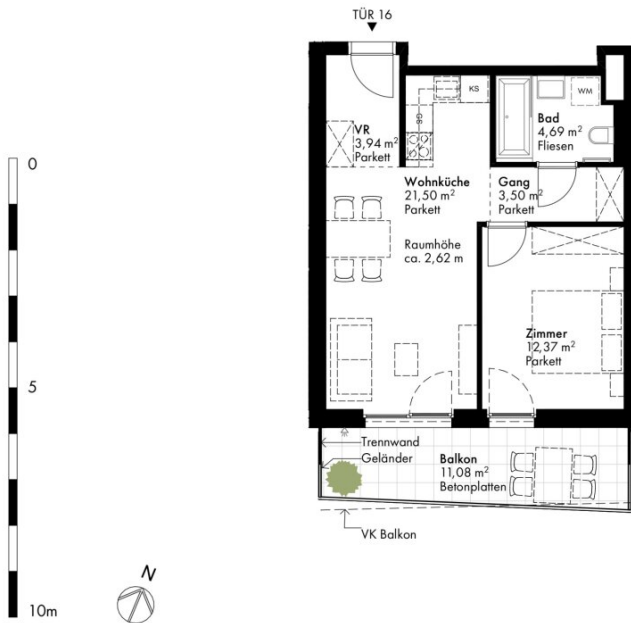 TÜR 16
KS
WM
GS
VR
3,94 m²
Parkett
Bad
4,69 m²
Fliesen
Wohnküche
21,50 m²
Parkett
Gang
3,50 m²
Parkett
Raumhöhe
ca. 2,62 m
Zimmer
12,37 m²
Parkett
Trennwand
Geländer
Balkon
11,08 m²
Betonplatten
VK Balkon
0
5
10m
N